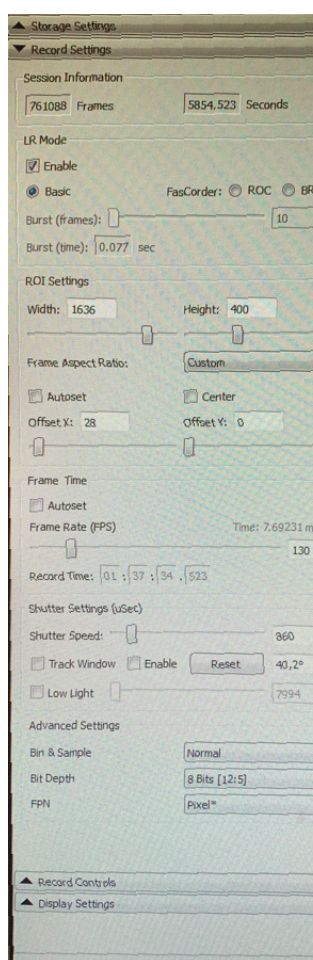 Storage Settings
Record Settings
Session Information
761088 Frames 5854,523 Seconds
LR Mode
Enable
Basic FasCorder: ROC BR
Burst (frames): 10
Burst (time): 0.077 sec
ROI Settings
Width: 1636 Height: 400
Frame Aspect Ratio: Custom
Autoset Center
Offset X: 28 Offset Y: 0
Frame Time
Autoset
Frame Rate (FPS) Time: 7.69231 m
130
Record Time: 01 : 37 : 34 . 523
Shutter Settings (uSec)
Shutter Speed: 860
Track Window Enable Reset 40,2°
Low Light 7994
Advanced Settings
Bin & Sample Normal
Bit Depth 8 Bits [12:5]
FPN Pixel*
Record Controls
Display Settings